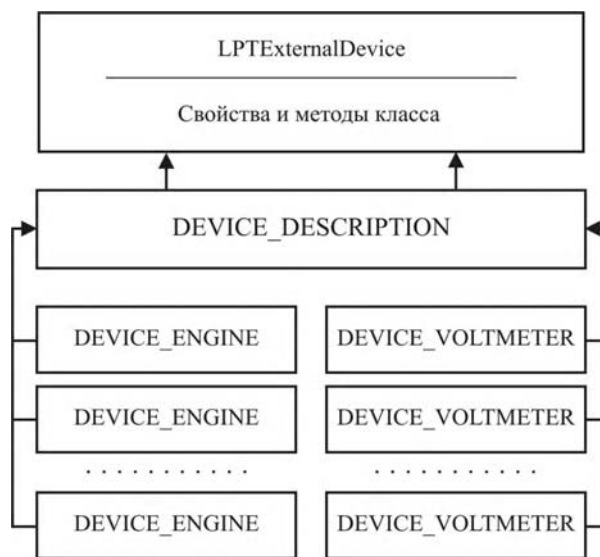 LPTExternalDevice
Свойства и методы класса
DEVICE_DESCRIPTION
DEVICE_ENGINE DEVICE_VOLTMETER
DEVICE_ENGINE DEVICE_VOLTMETER
. . . . . . . . . . . . . . . . . . . . . .
DEVICE_ENGINE DEVICE_VOLTMETER